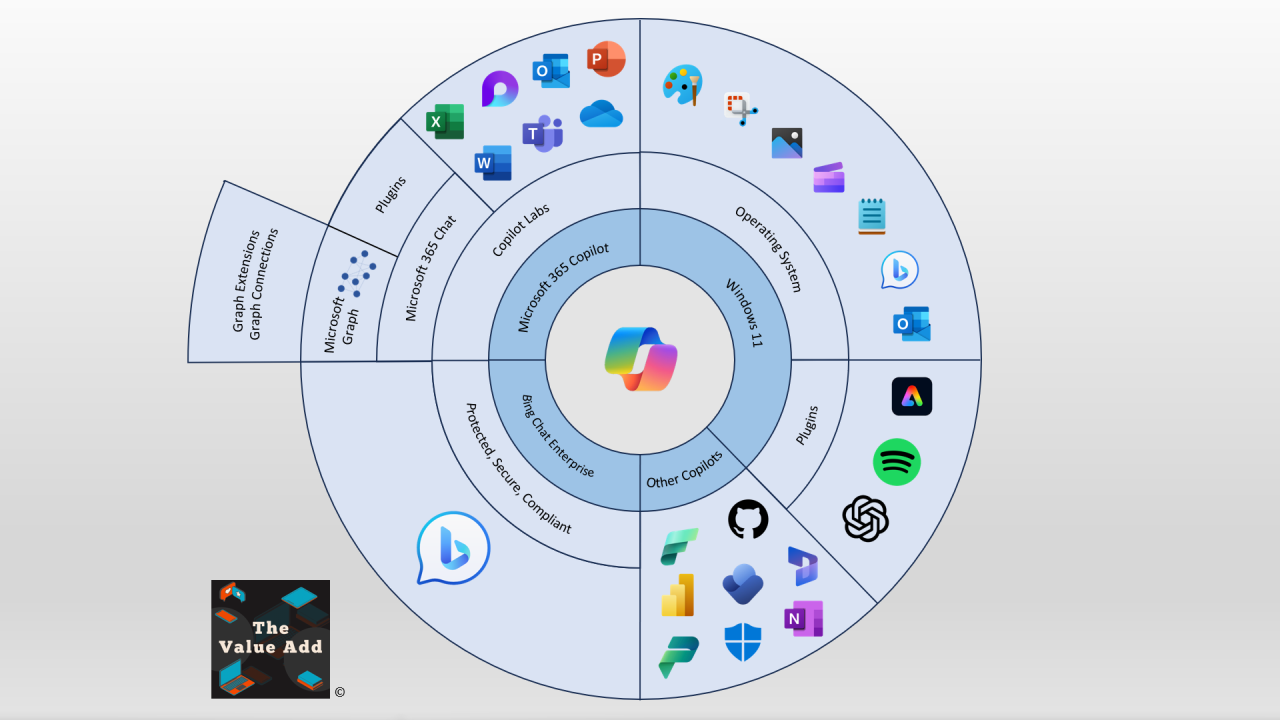 P
O
X
T
W
Plugins
Copilot Labs
Operating System
Microsoft 365 Chat
Graph Extensions
Graph Connections
Microsoft
Graph
Microsoft 365 Copilot
Windows 11
O
Bing Chat Enterprise
Protected, Secure, Compliant
Other Copilots
Plugins
N
The
Value Add
©